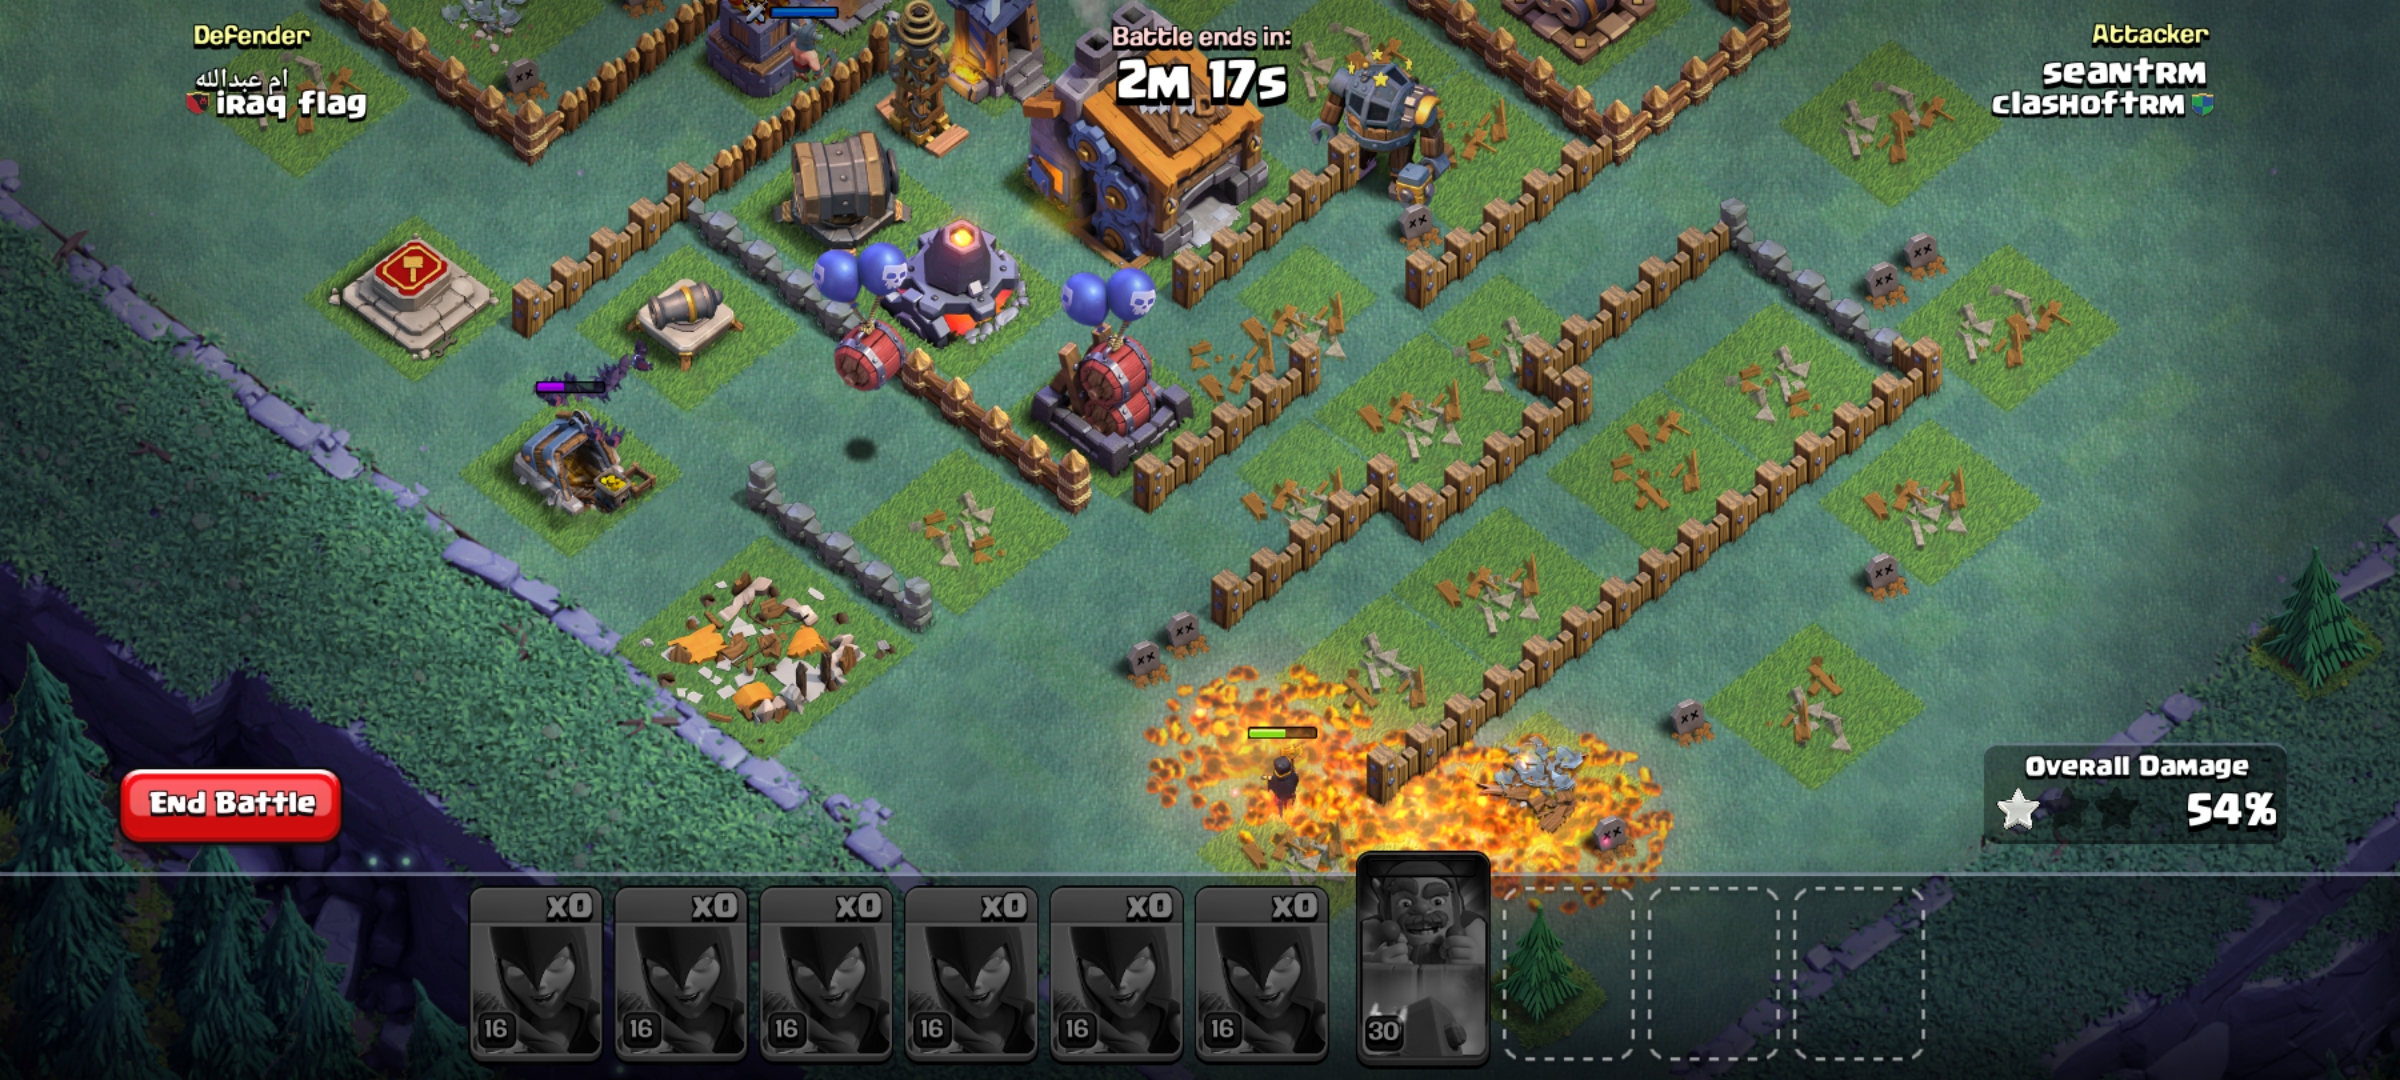 Defender
ام عبدالله
iraq flag
Battle ends in:
2M 17s
Attacker
seantrm
clashoftrm
End Battle
Overall Damage
54%
x0 x0 x0 x0 x0 x0
16 16 16 16 16 16 30